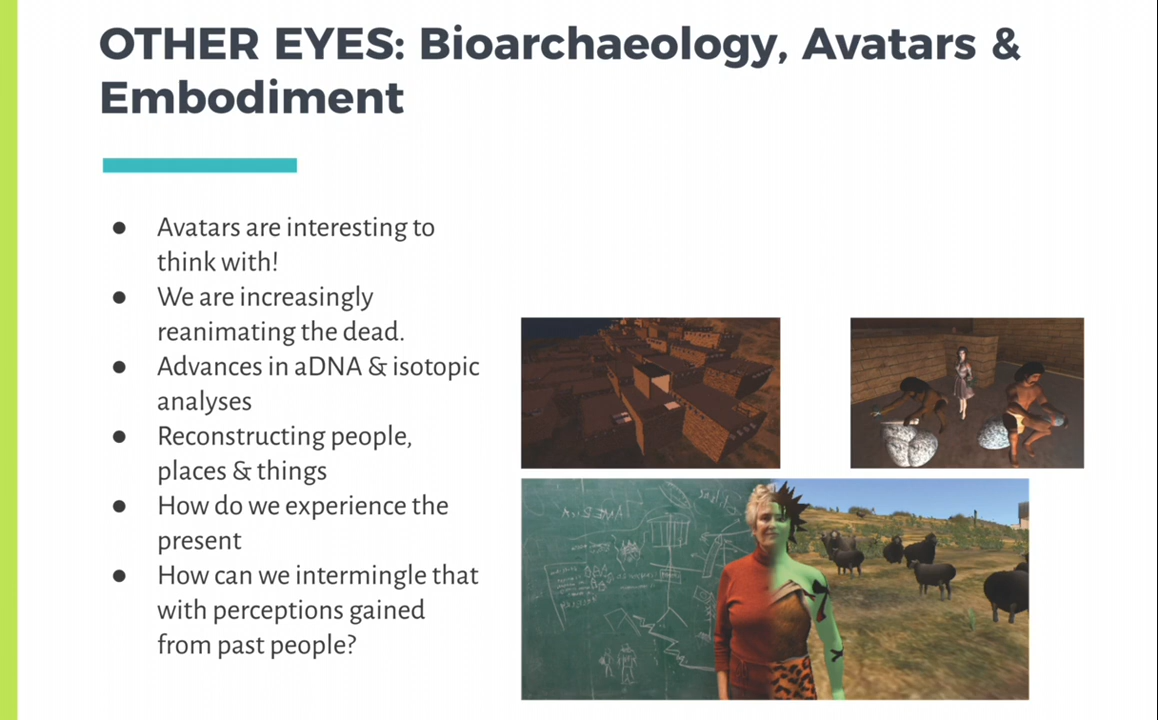 OTHER EYES: Bioarchaeology, Avatars &
Embodiment
● Avatars are interesting to
think with!
● We are increasingly
reanimating the dead.
● Advances in aDNA & isotopic
analyses
● Reconstructing people,
places & things
● How do we experience the
present
● How can we intermingle that
with perceptions gained
from past people?